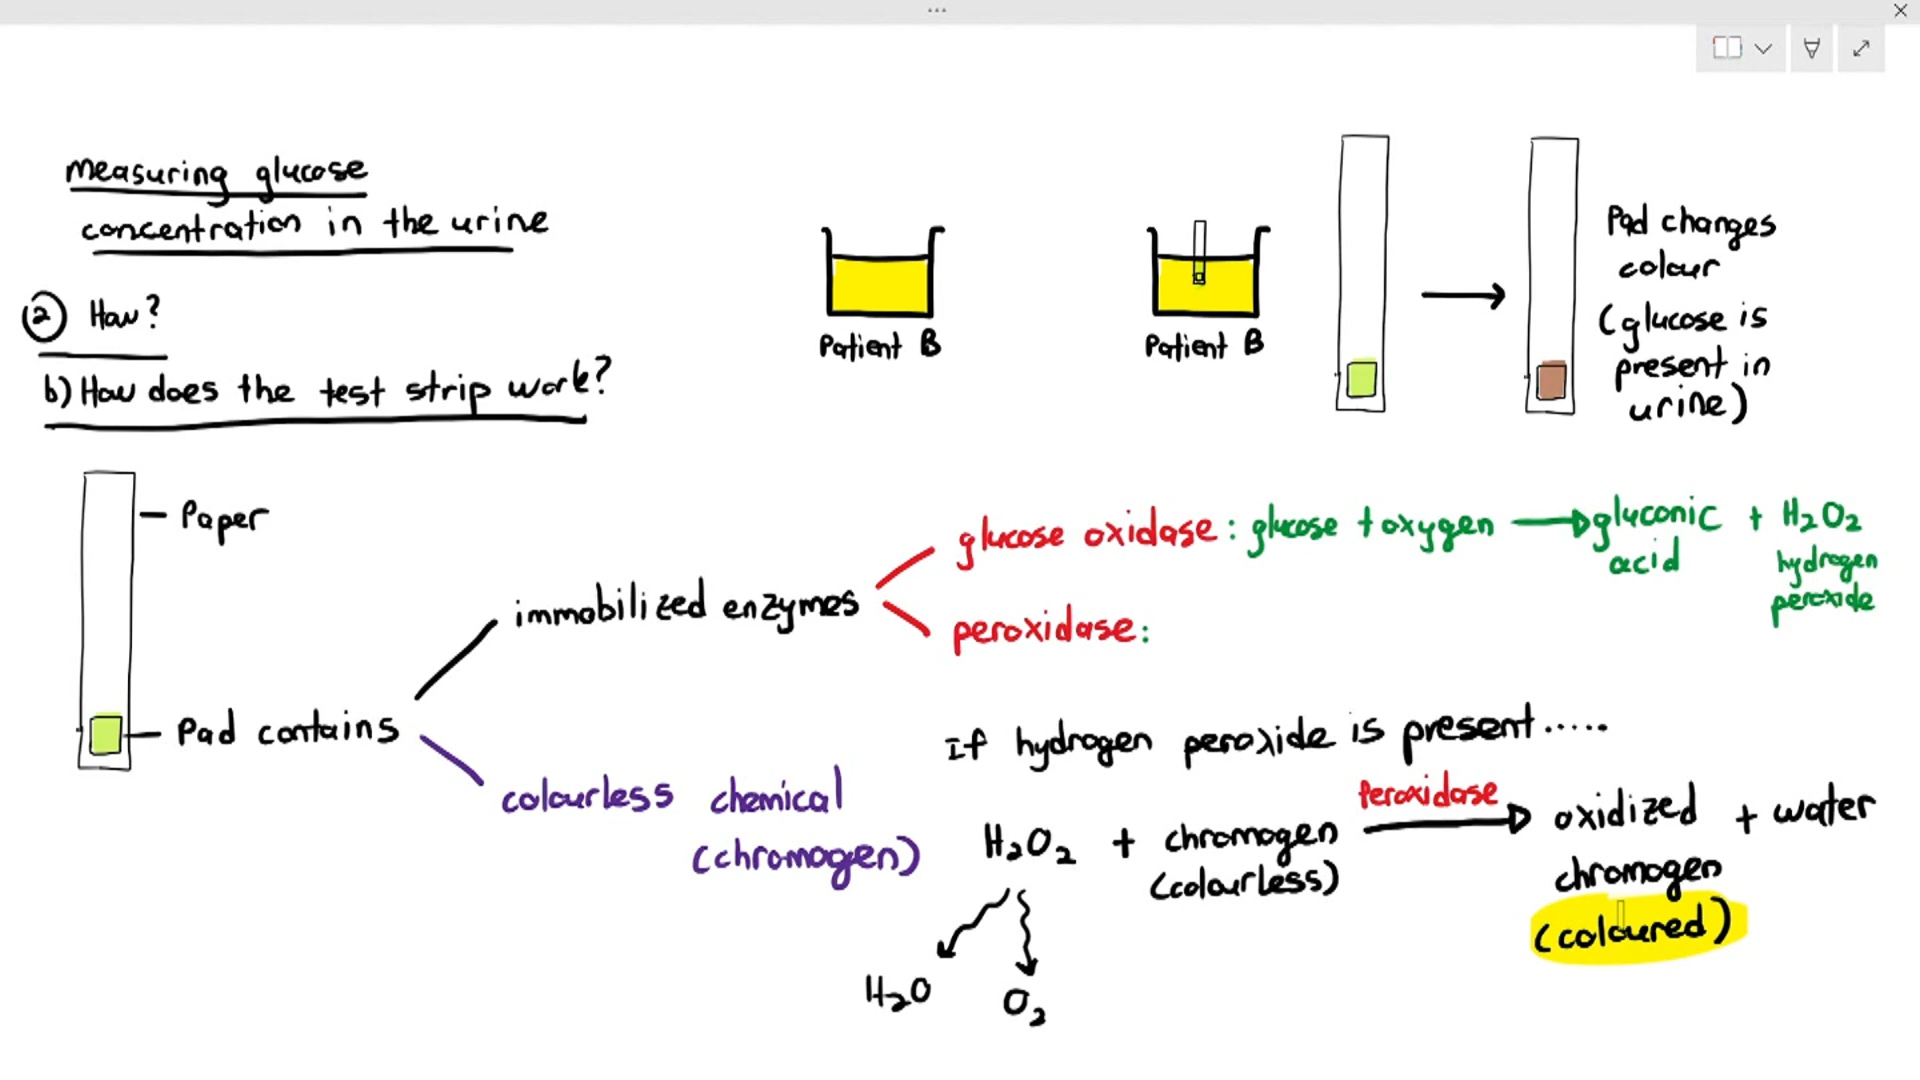 measuring glucose
concentration in the urine
2 How?
b) How does the test strip work?
Patient B
Patient B
Pad changes
colour
(glucose is
present in
urine)
Paper
Pad contains
immobilized enzymes
colourless chemical
(chromogen)
glucose oxidase: glucose + oxygen → gluconic + H2O2
acid
hydrogen
peroxide
peroxidase:
If hydrogen peroxide is present.....
H2O2 + chromogen
(colourless)
Peroxidase
oxidized + water
chromogen
(coloured)
H2O
O2